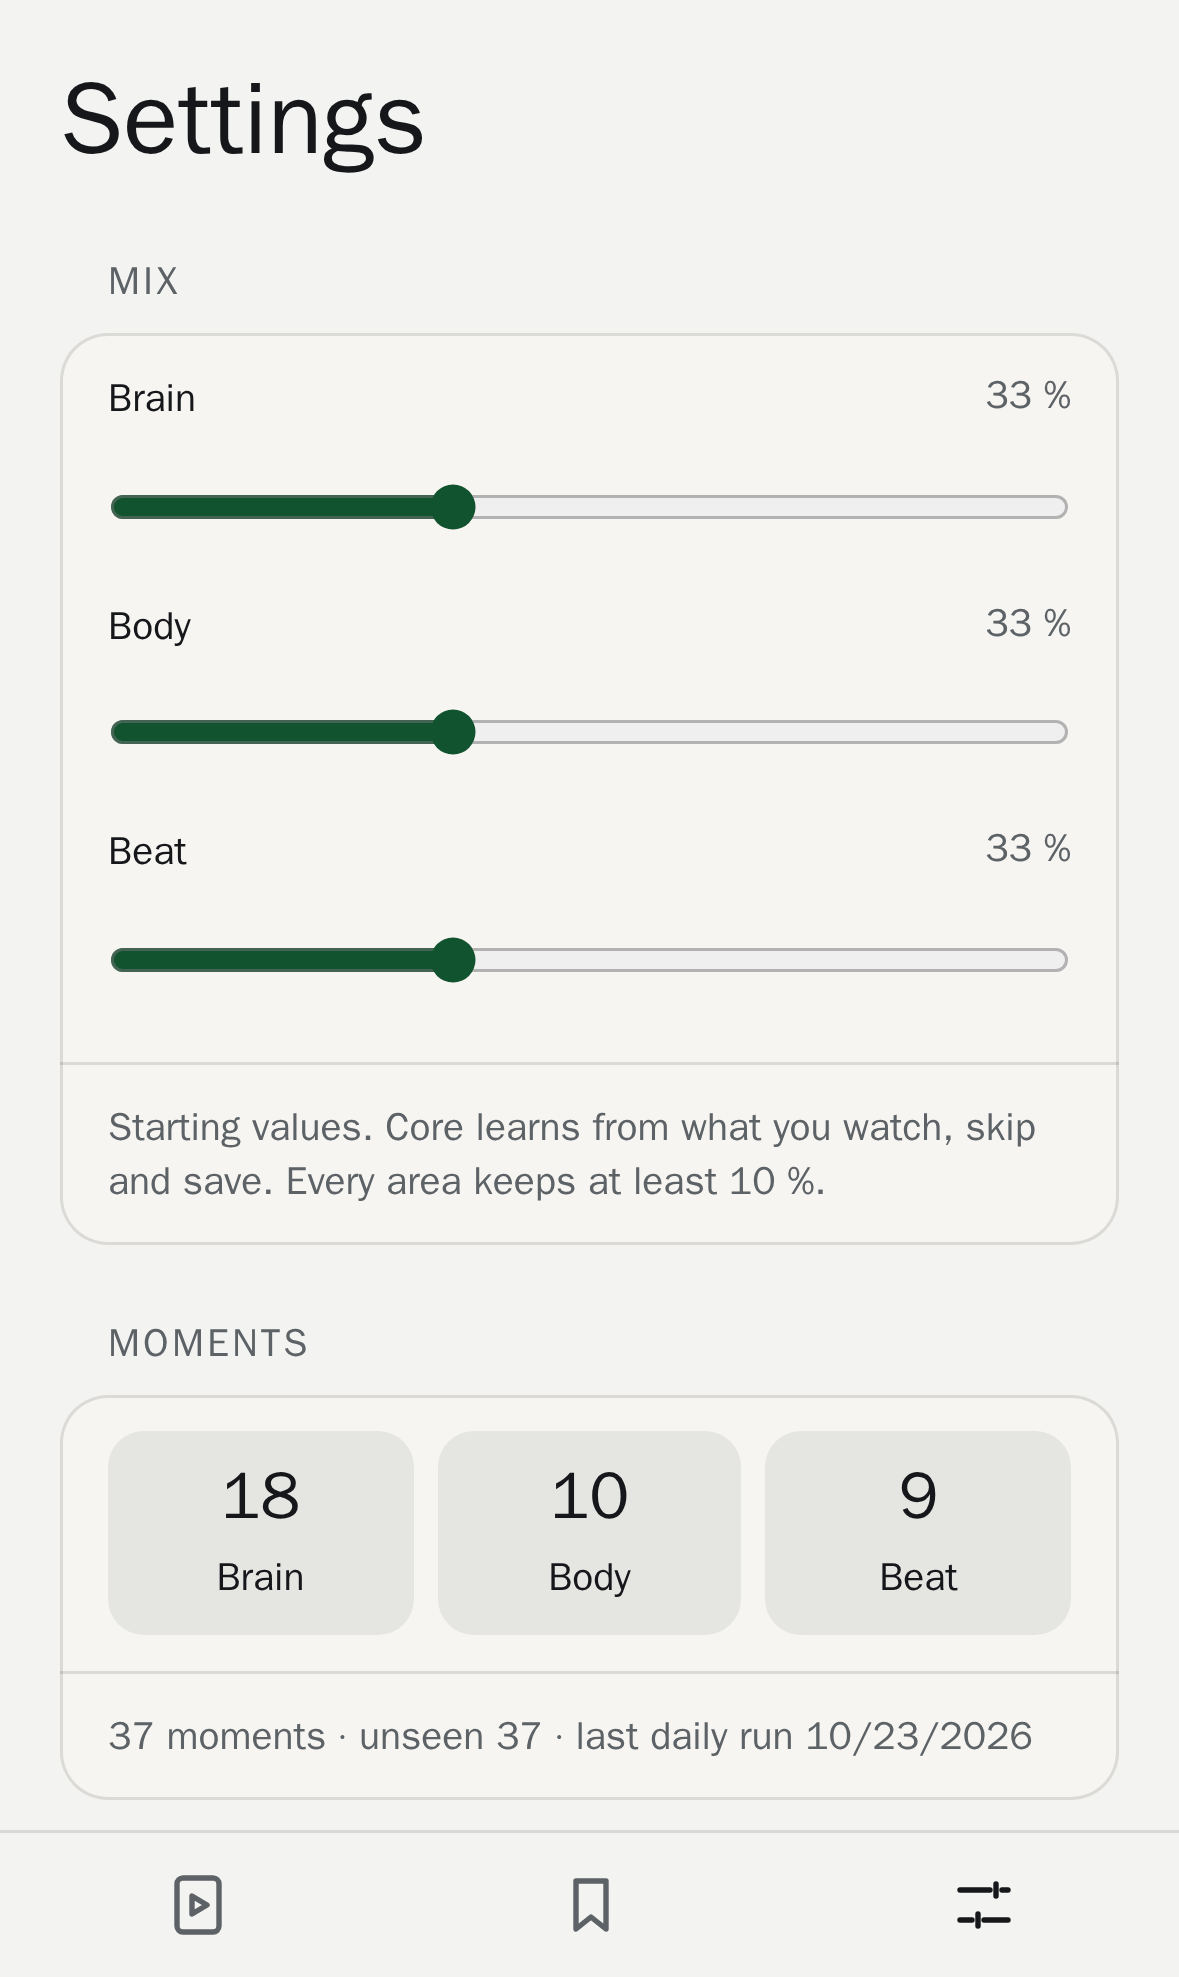 Settings
MIX
Brain 33 %
Body 33 %
Beat 33 %
Starting values. Core learns from what you watch, skip
and save. Every area keeps at least 10 %.
MOMENTS
18 10 9
Brain Body Beat
37 moments · unseen 37 · last daily run 10/23/2026